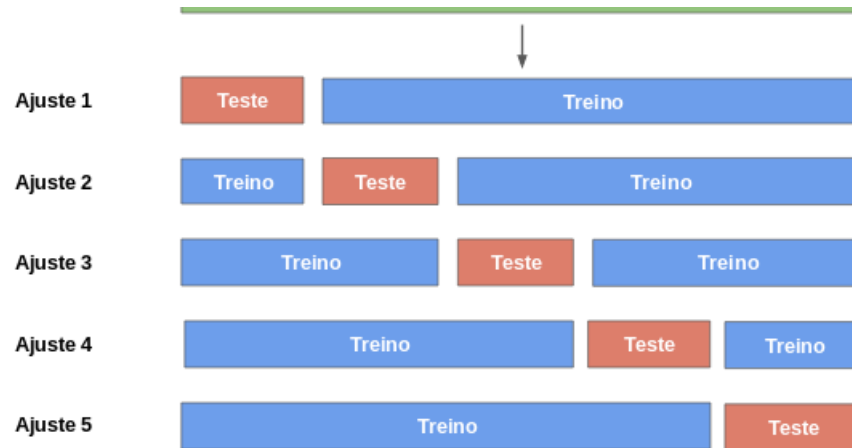 Ajuste 1 Teste Treino
Ajuste 2 Treino Teste Treino
Ajuste 3 Treino Teste Treino
Ajuste 4 Treino Teste Treino
Ajuste 5 Treino Teste